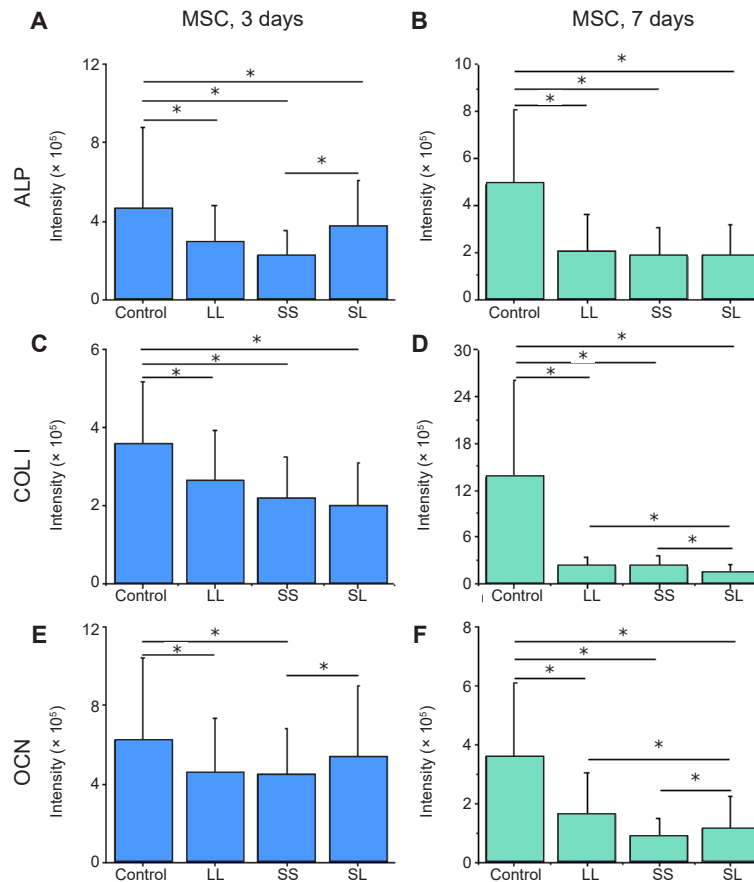 MSC, 3 days
MSC, 7 days
A
ALP
Intensity (× 10⁵)
12
8
4
0
*
*
*
*
Control LL SS SL
B
Intensity (× 10⁵)
10
8
6
4
2
0
*
*
*
Control LL SS SL
C
COL I
Intensity (× 10⁵)
6
4
2
0
*
*
*
Control LL SS SL
D
Intensity (× 10⁵)
30
24
18
12
6
0
*
*
*
*
*
Control LL SS SL
E
OCN
Intensity (× 10⁵)
12
8
4
0
*
*
*
Control LL SS SL
F
Intensity (× 10⁵)
8
6
4
2
0
*
*
*
*
*
Control LL SS SL